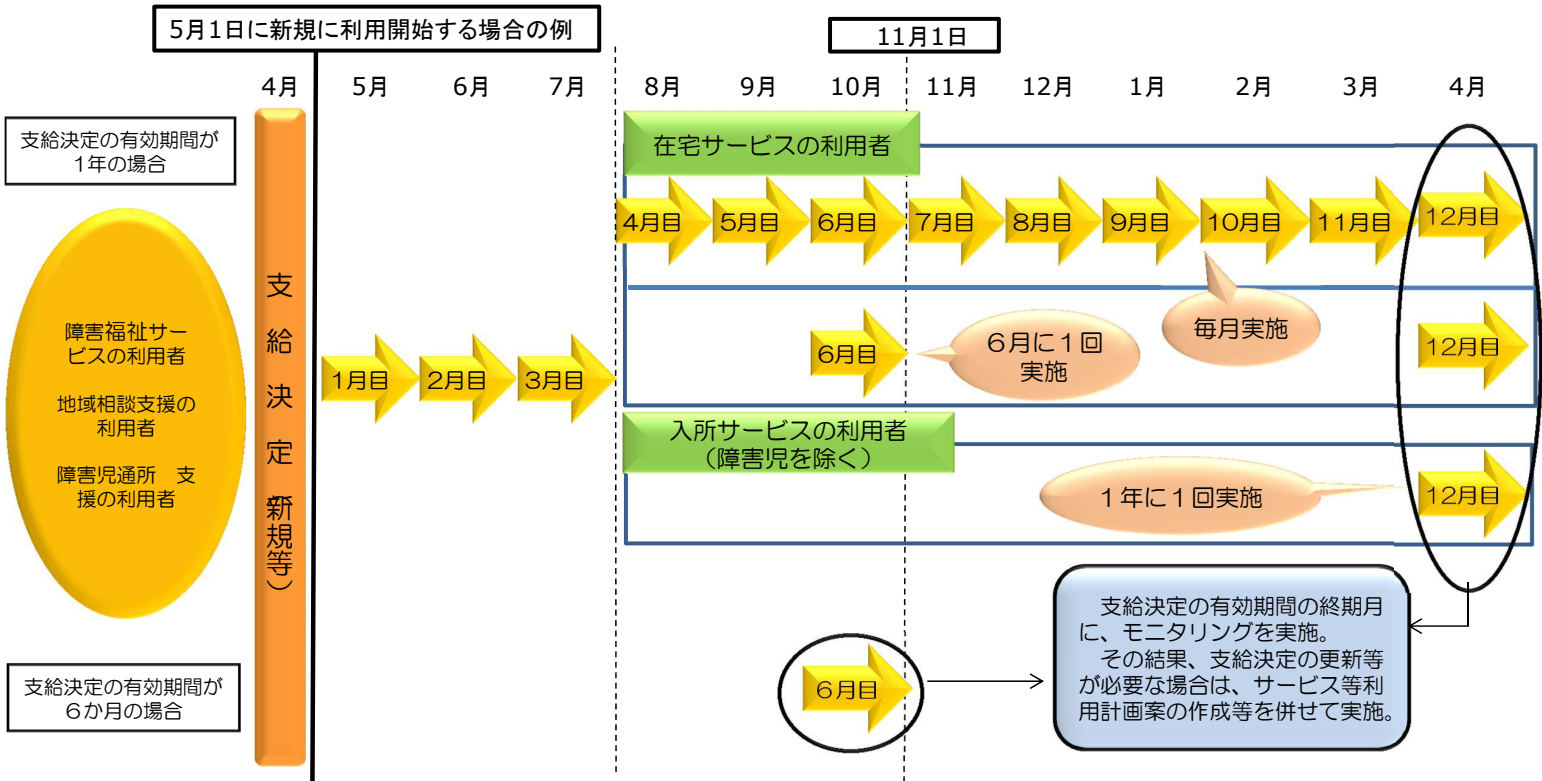 5月1日に新規に利用開始する場合の例
11月1日
4月
5月
6月
7月
8月
9月
10月
11月
12月
1月
2月
3月
4月
支給決定の有効期間が
1年の場合
障害福祉サー
ビスの利用者
地域相談支援の
利用者
障害児通所　支
援の利用者
支給決定の有効期間が
６か月の場合
支給決定（新規等）
1月目
2月目
3月目
在宅サービスの利用者
４月目
５月目
６月目
７月目
８月目
９月目
１０月目
１１月目
１２月目
毎月実施
６月目
６月に１回
実施
１２月目
入所サービスの利用者
（障害児を除く）
１年に１回実施
１２月目
６月目
支給決定の有効期間の終期月
に、モニタリングを実施。
その結果、支給決定の更新等
が必要な場合は、サービス等利
用計画案の作成等を併せて実施。